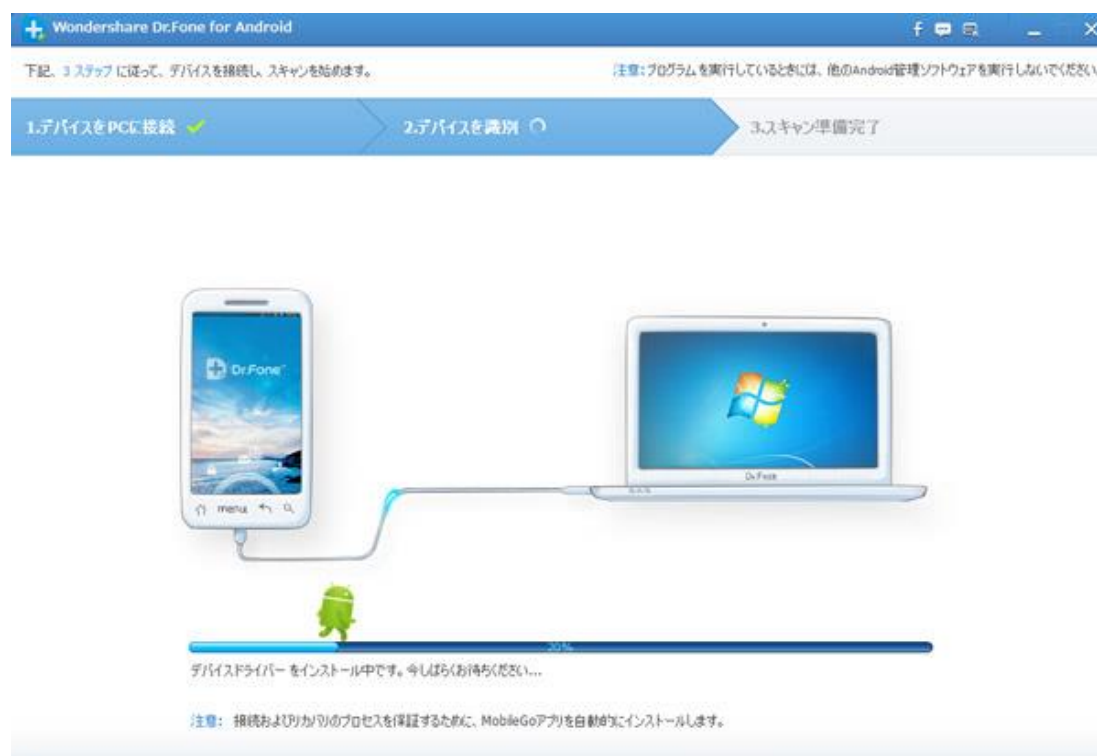 Wondershare Dr.Fone for Android
下記、3 ステップ に従って、デバイスを接続し、スキャンを始めます。
注意:プログラムを実行しているときには、他のAndroid管理ソフトウェアを実行しないでください
1.デバイスをPCに接続
2.デバイスを識別
3.スキャン準備完了
Dr.Fone
menu
Dr.Fone
20%
デバイスドライバー をインストール中です。今しばらくお待ちください...
注意: 接続およびリカバリのプロセスを保証するために、MobileGoアプリを自動的にインストールします。